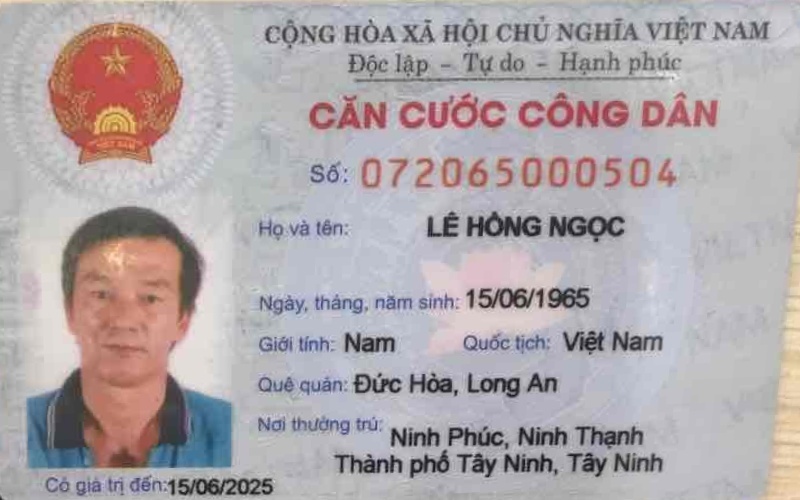 CỘNG HÒA XÃ HỘI CHỦ NGHĨA VIỆT NAM
Độc lập - Tự do - Hạnh phúc
CĂN CƯỚC CÔNG DÂN
Số: 072065000504
Họ và tên: LÊ HỒNG NGỌC
Ngày, tháng, năm sinh: 15/06/1965
Giới tính: Nam Quốc tịch: Việt Nam
Quê quán: Đức Hòa, Long An
Nơi thường trú: Ninh Phúc, Ninh Thạnh
Thành phố Tây Ninh, Tây Ninh
Có giá trị đến: 15/06/2025
VIỆT NAM